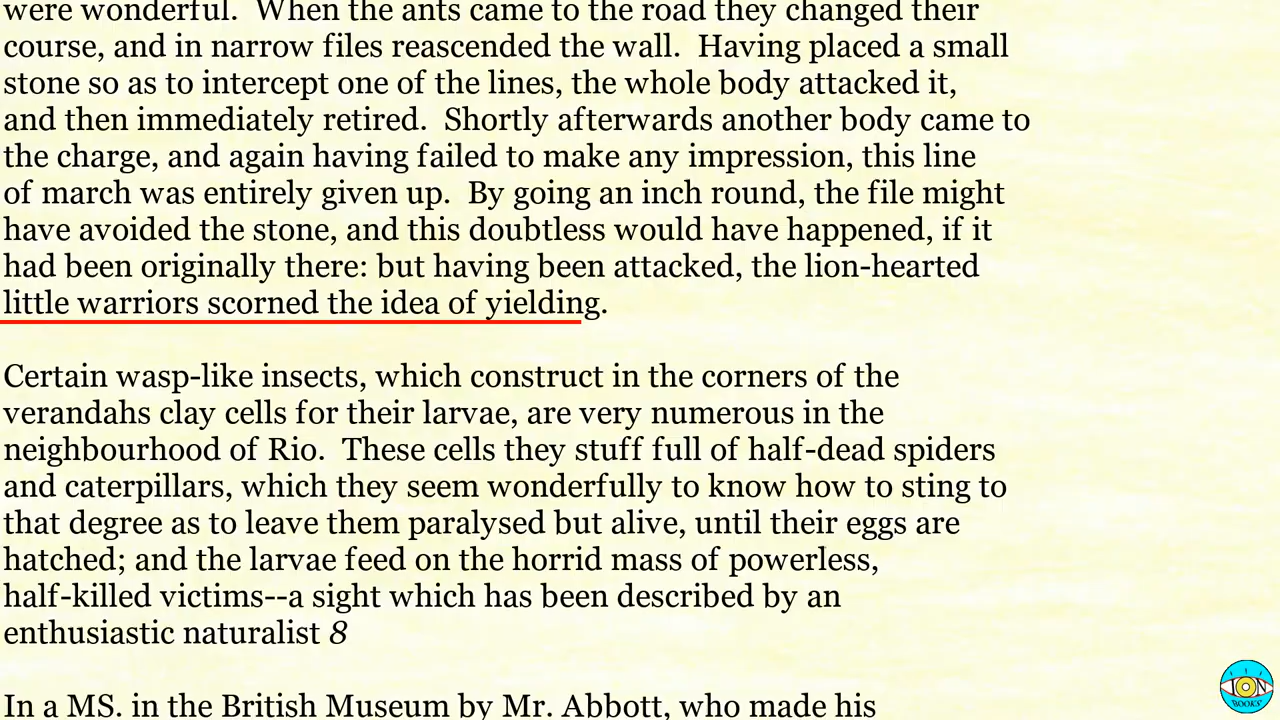 were wonderful.  When the ants came to the road they changed their
course, and in narrow files reascended the wall.  Having placed a small
stone so as to intercept one of the lines, the whole body attacked it,
and then immediately retired.  Shortly afterwards another body came to
the charge, and again having failed to make any impression, this line
of march was entirely given up.  By going an inch round, the file might
have avoided the stone, and this doubtless would have happened, if it
had been originally there: but having been attacked, the lion-hearted
little warriors scorned the idea of yielding.
Certain wasp-like insects, which construct in the corners of the
verandahs clay cells for their larvae, are very numerous in the
neighbourhood of Rio.  These cells they stuff full of half-dead spiders
and caterpillars, which they seem wonderfully to know how to sting to
that degree as to leave them paralysed but alive, until their eggs are
hatched; and the larvae feed on the horrid mass of powerless,
half-killed victims--a sight which has been described by an
enthusiastic naturalist 8
In a MS. in the British Museum by Mr. Abbott, who made his
ION
BOOKS